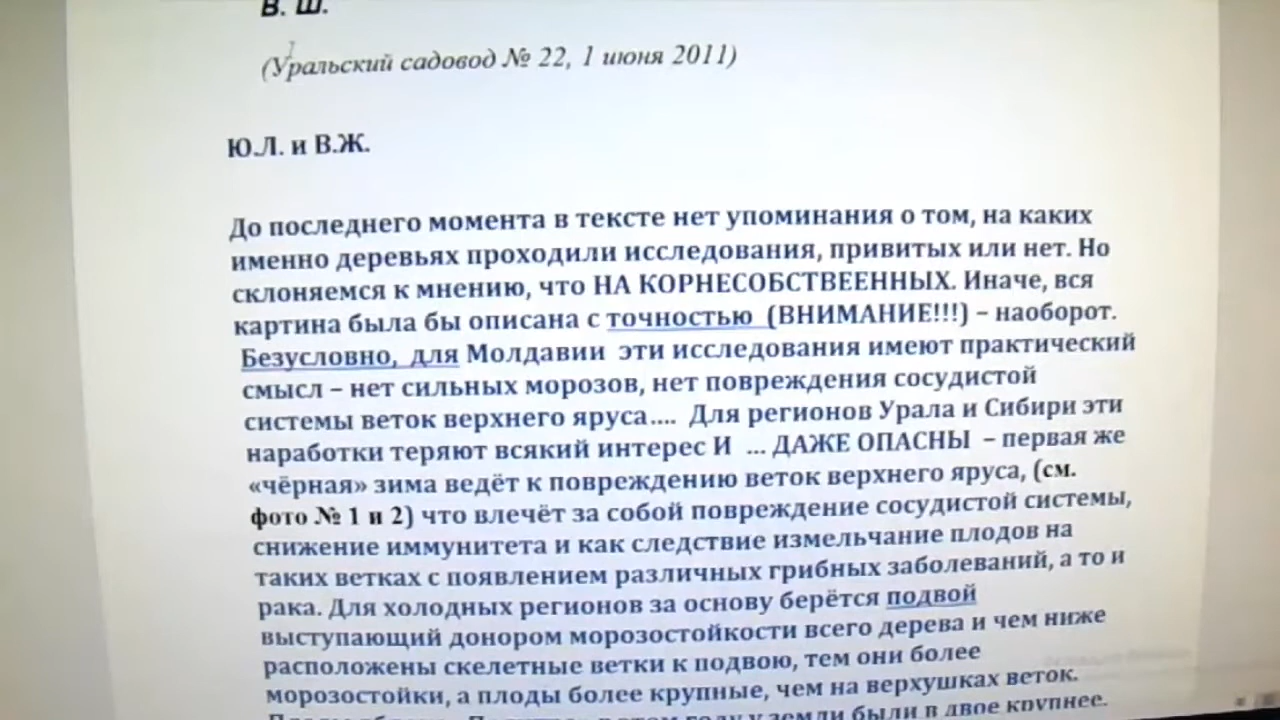 В. Ш.
(Уральский садовод № 22, 1 июня 2011)
Ю.Л. и В.Ж.
До последнего момента в тексте нет упоминания о том, на каких
именно деревьях проходили исследования, привитых или нет. Но
склоняемся к мнению, что НА КОРНЕСОБСТВЕЕННЫХ. Иначе, вся
картина была бы описана с точностью (ВНИМАНИЕ!!!) – наоборот.
Безусловно, для Молдавии эти исследования имеют практический
смысл – нет сильных морозов, нет повреждения сосудистой
системы веток верхнего яруса.... Для регионов Урала и Сибири эти
наработки теряют всякий интерес И ... ДАЖЕ ОПАСНЫ – первая же
«чёрная» зима ведёт к повреждению веток верхнего яруса, (см.
фото № 1 и 2) что влечёт за собой повреждение сосудистой системы,
снижение иммунитета и как следствие измельчание плодов на
таких ветках с появлением различных грибных заболеваний, а то и
рака. Для холодных регионов за основу берётся подвой
выступающий донором морозостойкости всего дерева и чем ниже
расположены скелетные ветки к подвою, тем они более
морозостойки, а плоды более крупные, чем на верхушках веток.
году у земли были в двое крупнее.